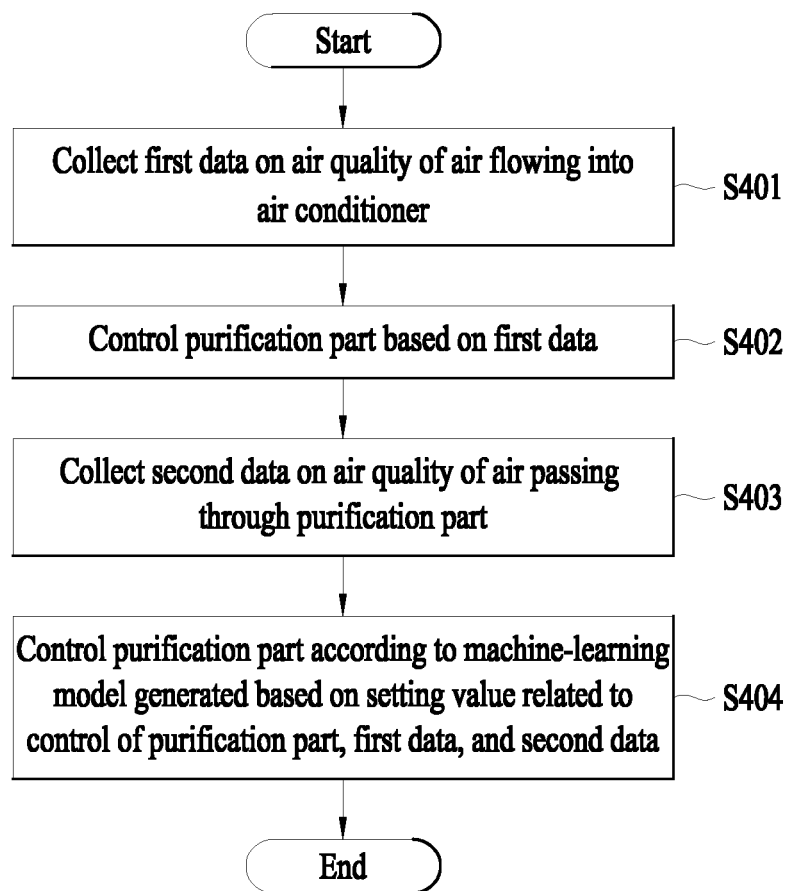 Start
Collect first data on air quality of air flowing into
air conditioner
S401
Control purification part based on first data
S402
Collect second data on air quality of air passing
through purification part
S403
Control purification part according to machine-learning
model generated based on setting value related to
control of purification part, first data, and second data
S404
End